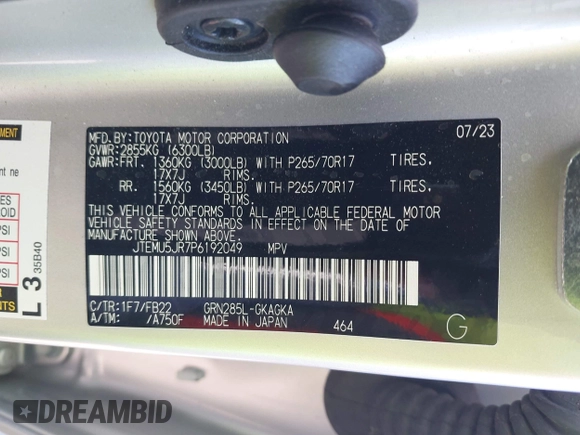 MFD.BY:TOYOTA MOTOR CORPORATION 07/23
GVWR:2855KG (6300LB)
GAWR:FRT. 1360KG (3000LB) WITH P265/70R17 TIRES.
17X7J RIMS.
RR. 1560KG (3450LB) WITH P265/70R17 TIRES.
17X7J RIMS.
THIS VEHICLE CONFORMS TO ALL APPLICABLE FEDERAL MOTOR
VEHICLE SAFETY STANDARDS IN EFFECT ON THE DATE OF
MANUFACTURE SHOWN ABOVE.
JTEMU5JR7P6192049 MPV
C/TR:1F7/FB22 GRN285L-GKAGKA
A/TM: /A750F MADE IN JAPAN 464
G
L 3 35B40
DREAMBID